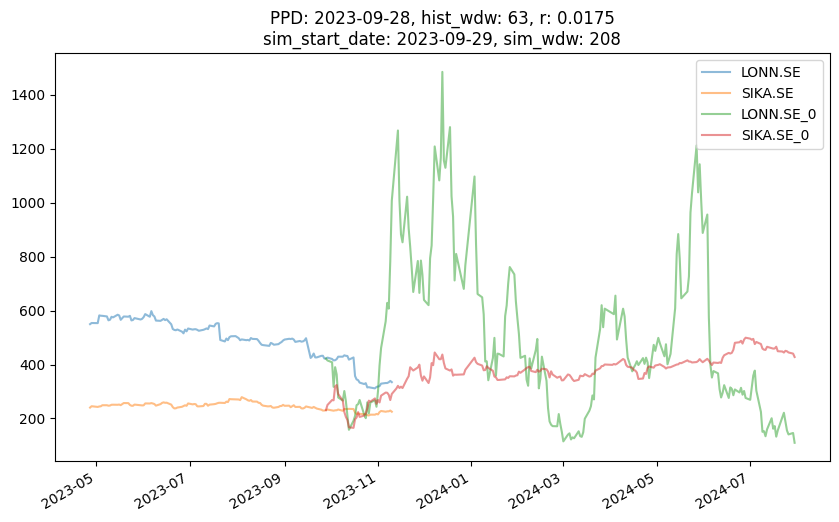 PPD: 2023-09-28, hist_wdw: 63, r: 0.0175
sim_start_date: 2023-09-29, sim_wdw: 208
LONN.SE
SIKA.SE
LONN.SE_0
SIKA.SE_0
1400
1200
1000
800
600
400
200
2023-05
2023-07
2023-09
2023-11
2024-01
2024-03
2024-05
2024-07